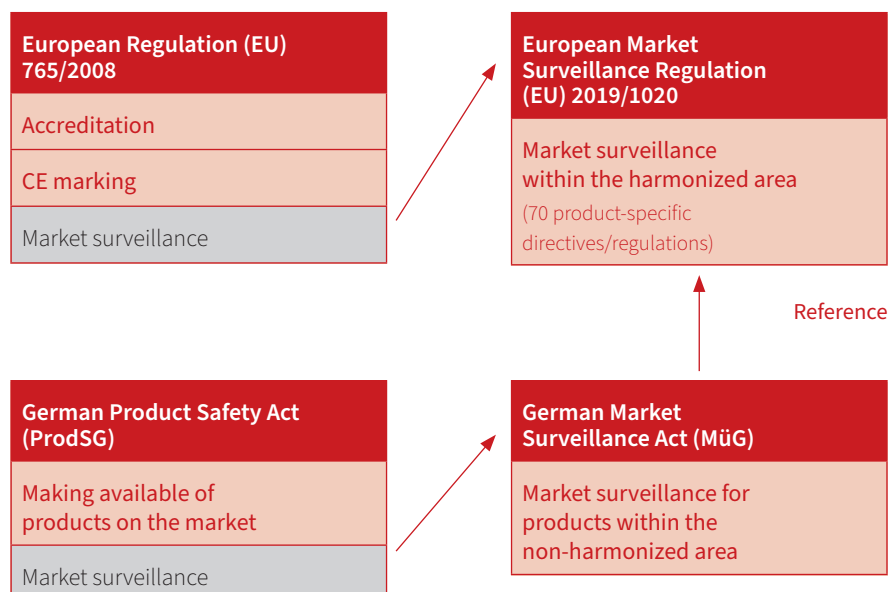 European Regulation (EU)
765/2008
Accreditation
CE marking
Market surveillance
European Market
Surveillance Regulation
(EU) 2019/1020
Market surveillance
within the harmonized area
(70 product-specific
directives/regulations)
Reference
German Product Safety Act
(ProdSG)
Making available of
products on the market
Market surveillance
German Market
Surveillance Act (MüG)
Market surveillance for
products within the
non-harmonized area